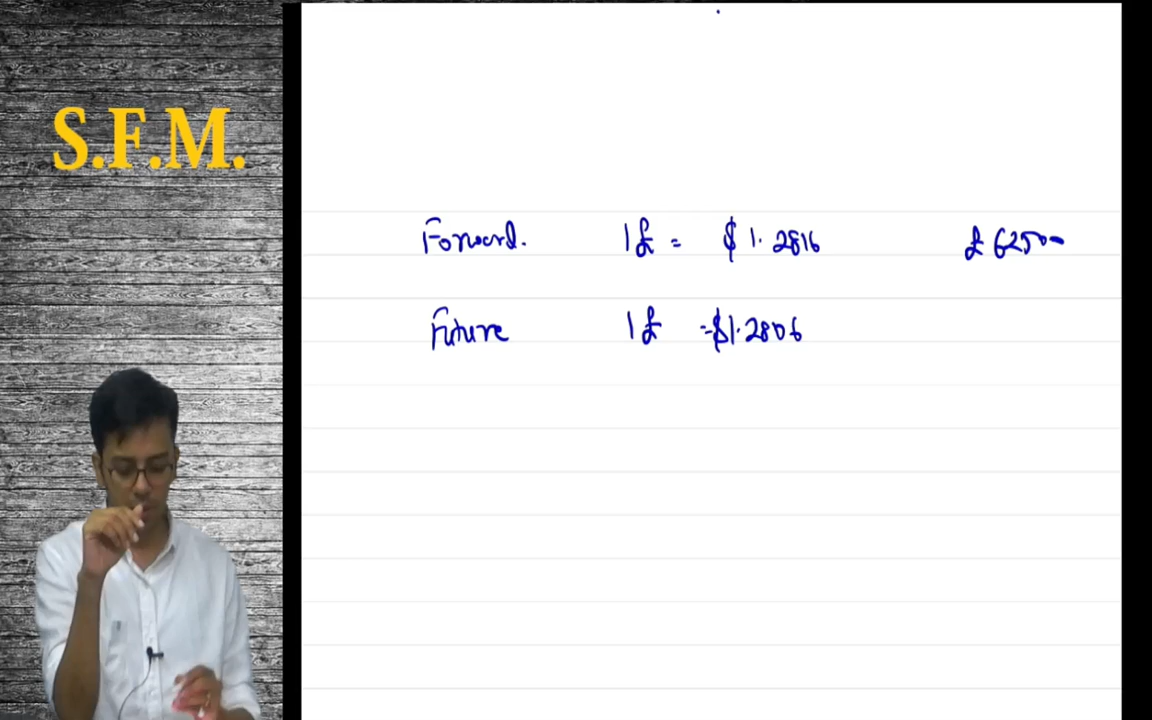 S.F.M.
Forward. 1£ = $1.2816 £62500
Future 1£ =$1.2806